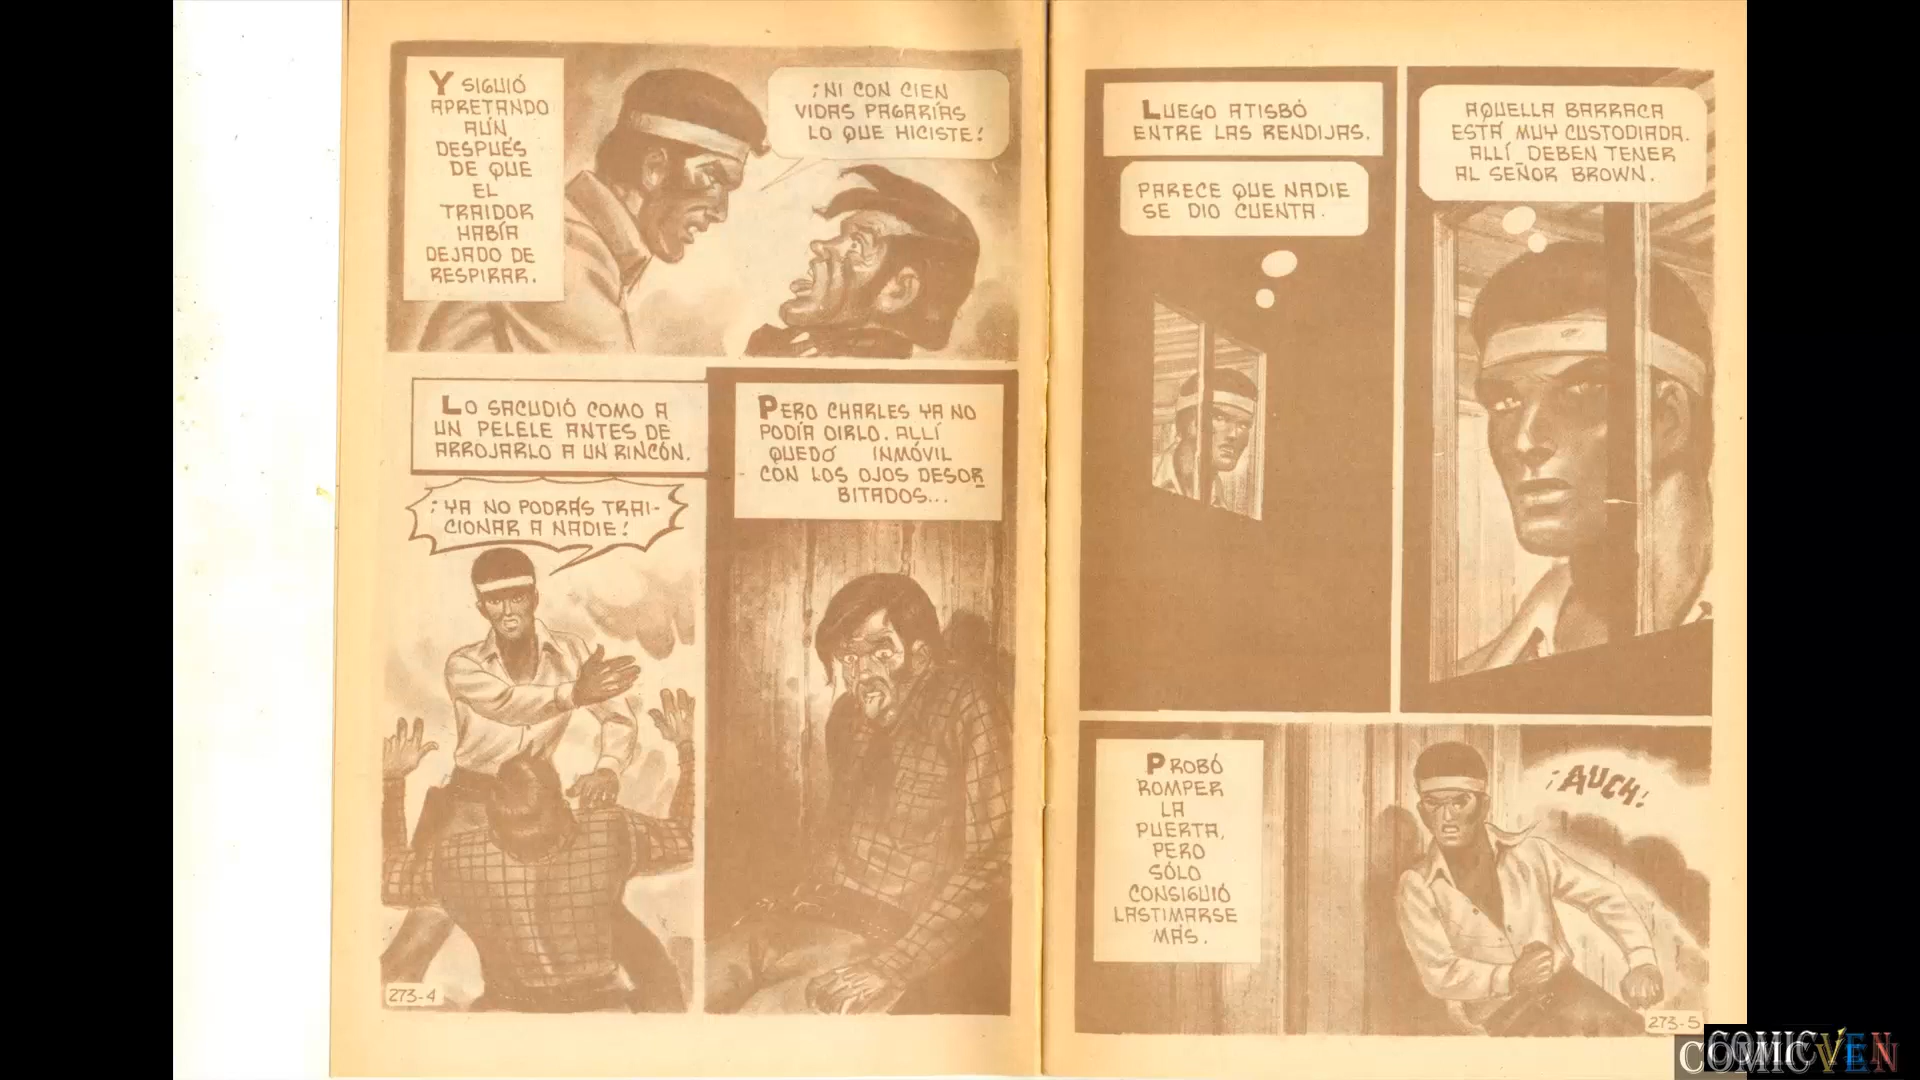 Y SIGUIÓ
APRETANDO
AÚN
DESPUÉS
DE QUE
EL
TRAIDOR
HABÍA
DEJADO DE
RESPIRAR.
¡NI CON CIEN
VIDAS PAGARÍAS
LO QUE HICISTE!
LO SACUDIÓ COMO A
UN PELELE ANTES DE
ARROJARLO A UN RINCÓN.
¡YA NO PODRÁS TRAI-
CIONAR A NADIE!
PERO CHARLES YA NO
PODÍA OIRLO. ALLÍ
QUEDÓ INMÓVIL
CON LOS OJOS DESOR
BITADOS...
273-4
LUEGO ATISBÓ
ENTRE LAS RENDIJAS.
PARECE QUE NADIE
SE DIO CUENTA.
AQUELLA BARRACA
ESTÁ MUY CUSTODIADA.
ALLÍ DEBEN TENER
AL SEÑOR BROWN.
PROBÓ
ROMPER
LA
PUERTA,
PERO
SÓLO
CONSIGUIÓ
LASTIMARSE
MÁS.
¡AUCH!
273-5
COMICVEN